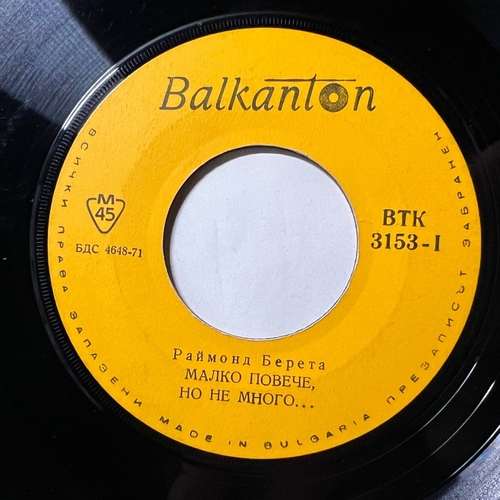 Balkanton
M
45
БДС 4648-71
ВТК
3153-I
Раймонд Берета
МАЛКО ПОВЕЧЕ,
НО НЕ МНОГО...
ВСИЧКИ ПРАВА ЗАПАЗЕНИ MADE IN BULGARIA ПРЕЗАПИСЪТ ЗАБРАНЕН